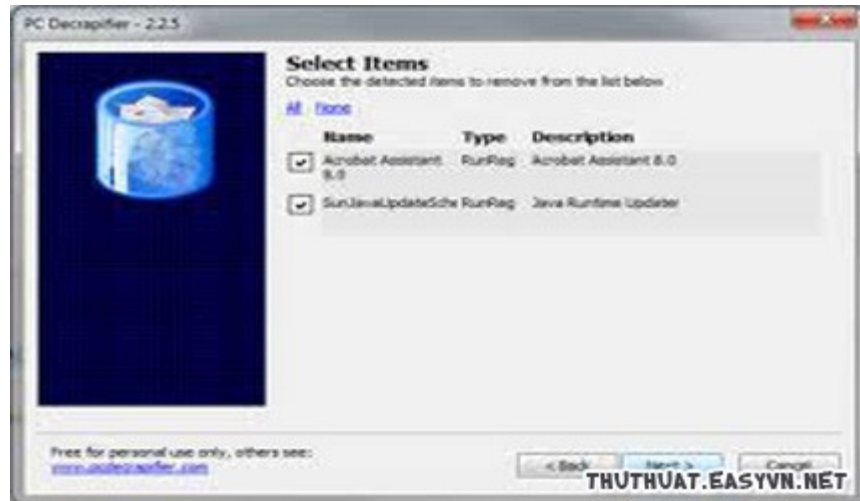 PC Decrapifier - 2.2.5
Select Items
Choose the detected items to remove from the list below
All None
Name Type Description
Acrobat Assistant 8.0 RunReg Acrobat Assistant 8.0
SunJavaUpdateSche RunReg Java Runtime Updater
Free for personal use only, others see:
www.pcdecrapifier.com
< Back Next > Cancel
THUTHUAT.EASYVN.NET